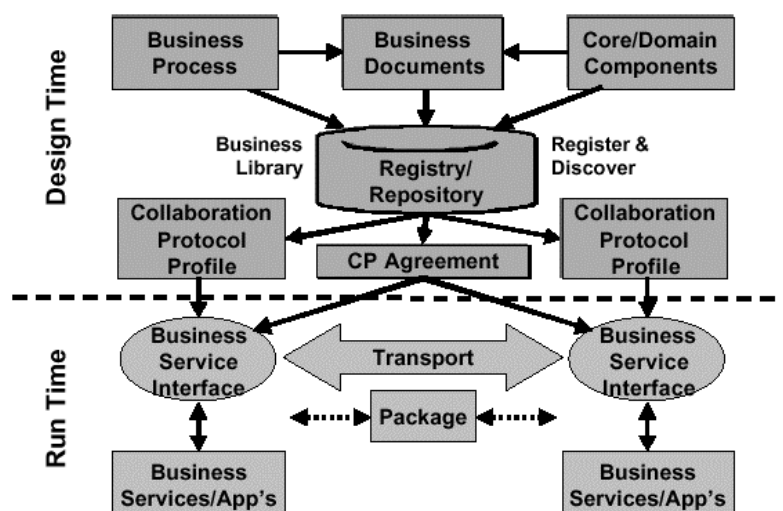 Design Time
Business
Process
Business
Documents
Core/Domain
Components
Business
Library
Registry/
Repository
Register &
Discover
Collaboration
Protocol
Profile
CP Agreement
Collaboration
Protocol
Profile
Run Time
Business
Service
Interface
Transport
Business
Service
Interface
Package
Business
Services/App's
Business
Services/App's